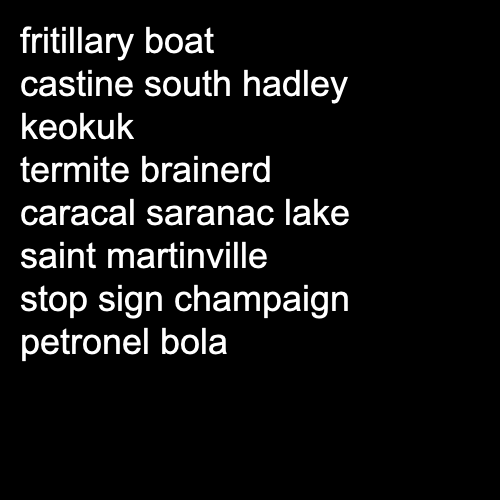 fritillary boat
castine south hadley
keokuk
termite brainerd
caracal saranac lake
saint martinville
stop sign champaign
petronel bola